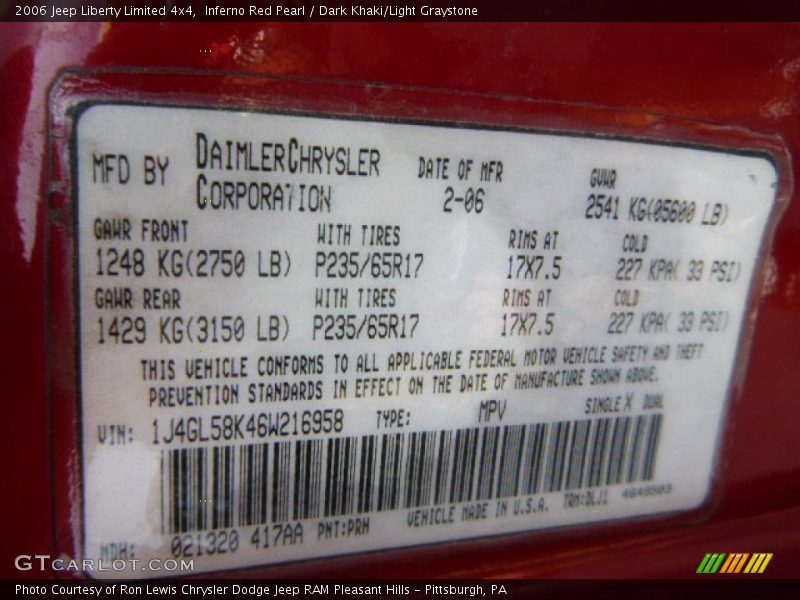 2006 Jeep Liberty Limited 4x4,  Inferno Red Pearl / Dark Khaki/Light Graystone
MFD BY DAIMLERCHRYSLER CORPORATION DATE OF MFR 2-06 GVWR 2541 KG(05600 LB)
GAWR FRONT WITH TIRES RIMS AT COLD
1248 KG(2750 LB) P235/65R17 17X7.5 227 KPA( 33 PSI)
GAWR REAR WITH TIRES RIMS AT COLD
1429 KG(3150 LB) P235/65R17 17X7.5 227 KPA( 33 PSI)
THIS VEHICLE CONFORMS TO ALL APPLICABLE FEDERAL MOTOR VEHICLE SAFETY AND THEFT
PREVENTION STANDARDS IN EFFECT ON THE DATE OF MANUFACTURE SHOWN ABOVE.
VIN: 1J4GL58K46W216958 TYPE: MPV SINGLE X DUAL
MDH: 021320 417AA PNT:PRH VEHICLE MADE IN U.S.A. TRM:DLJ1 4648503
GTCARLOT.COM
Photo Courtesy of Ron Lewis Chrysler Dodge Jeep RAM Pleasant Hills - Pittsburgh, PA